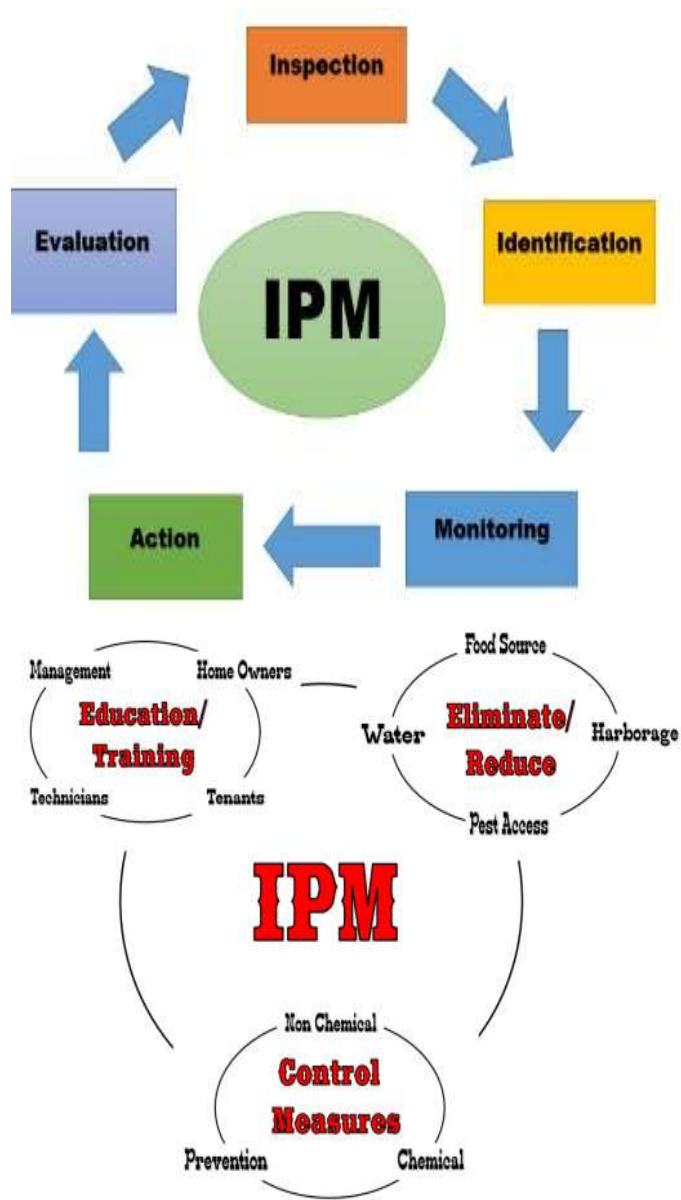 Inspection
Evaluation
Identification
IPM
Action
Monitoring
Management
Home Owners
Education/
Training
Technicians
Tenants
Food Source
Water
Eliminate/
Reduce
Harborage
Pest Access
IPM
Non Chemical
Control
Measures
Prevention
Chemical